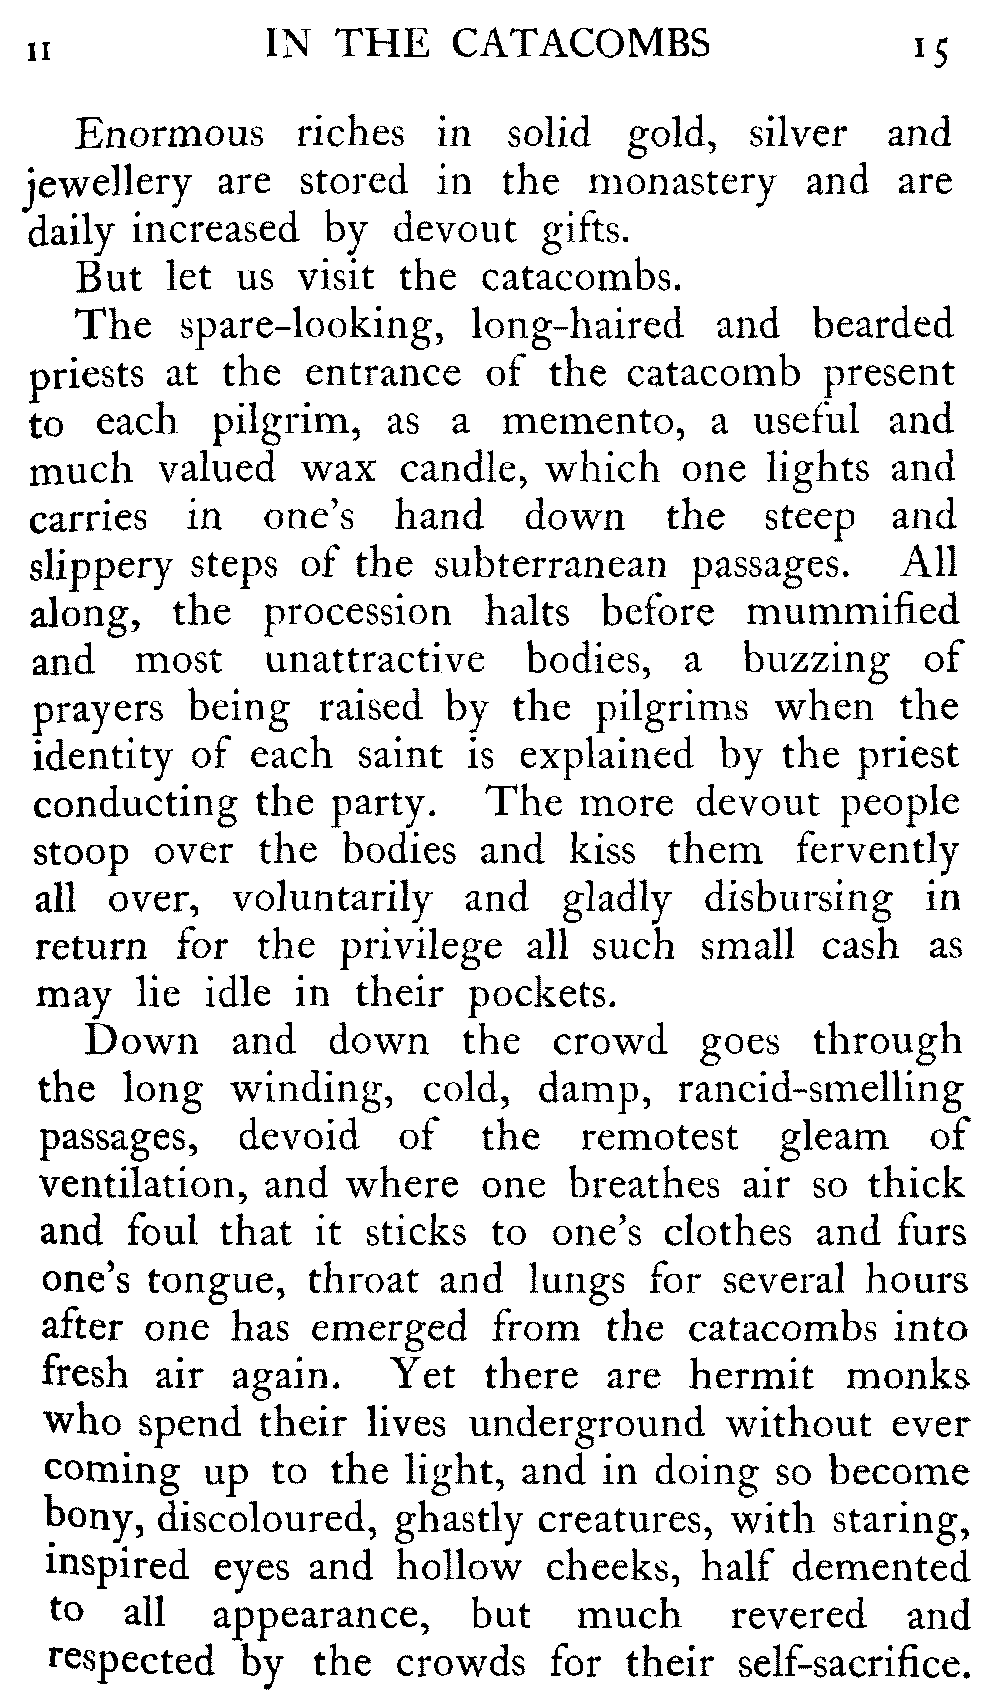 II IN THE CATACOMBS 15
Enormous riches in solid gold, silver and
jewellery are stored in the monastery and are
daily increased by devout gifts.
But let us visit the catacombs.
The spare-looking, long-haired and bearded
priests at the entrance of the catacomb present
to each pilgrim, as a memento, a useful and
much valued wax candle, which one lights and
carries in one's hand down the steep and
slippery steps of the subterranean passages. All
along, the procession halts before mummified
and most unattractive bodies, a buzzing of
prayers being raised by the pilgrims when the
identity of each saint is explained by the priest
conducting the party. The more devout people
stoop over the bodies and kiss them fervently
all over, voluntarily and gladly disbursing in
return for the privilege all such small cash as
may lie idle in their pockets.
Down and down the crowd goes through
the long winding, cold, damp, rancid-smelling
passages, devoid of the remotest gleam of
ventilation, and where one breathes air so thick
and foul that it sticks to one's clothes and furs
one's tongue, throat and lungs for several hours
after one has emerged from the catacombs into
fresh air again. Yet there are hermit monks
who spend their lives underground without ever
coming up to the light, and in doing so become
bony, discoloured, ghastly creatures, with staring,
inspired eyes and hollow cheeks, half demented
to all appearance, but much revered and
respected by the crowds for their self-sacrifice.